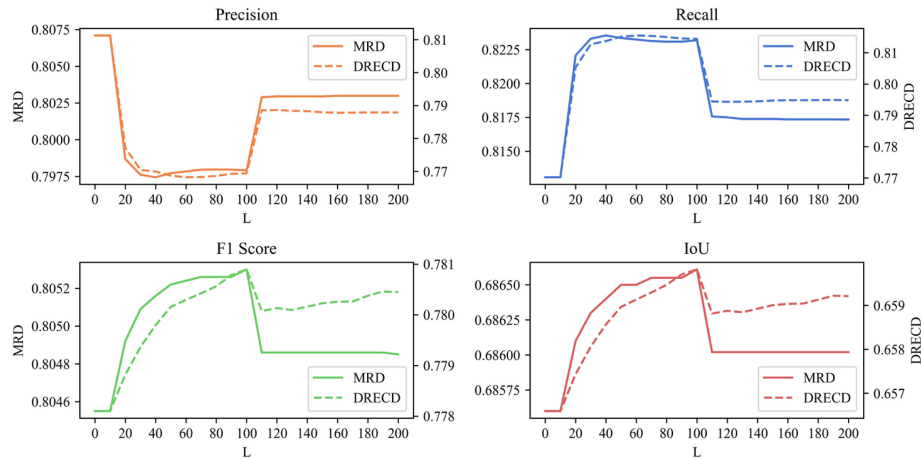 Precision
0.8075
0.8050
0.8025
0.8000
0.7975
MRD
0.81
0.80
0.79
0.78
0.77
MRD
DRECD
0 20 40 60 80 100 120 140 160 180 200
L
Recall
0.8225
0.8200
0.8175
0.8150
0.81
0.80
0.79
0.78
0.77
DRECD
MRD
DRECD
0 20 40 60 80 100 120 140 160 180 200
L
F1 Score
0.8052
0.8050
0.8048
0.8046
MRD
0.781
0.780
0.779
0.778
MRD
DRECD
0 20 40 60 80 100 120 140 160 180 200
L
IoU
0.68650
0.68625
0.68600
0.68575
0.659
0.658
0.657
DRECD
MRD
DRECD
0 20 40 60 80 100 120 140 160 180 200
L